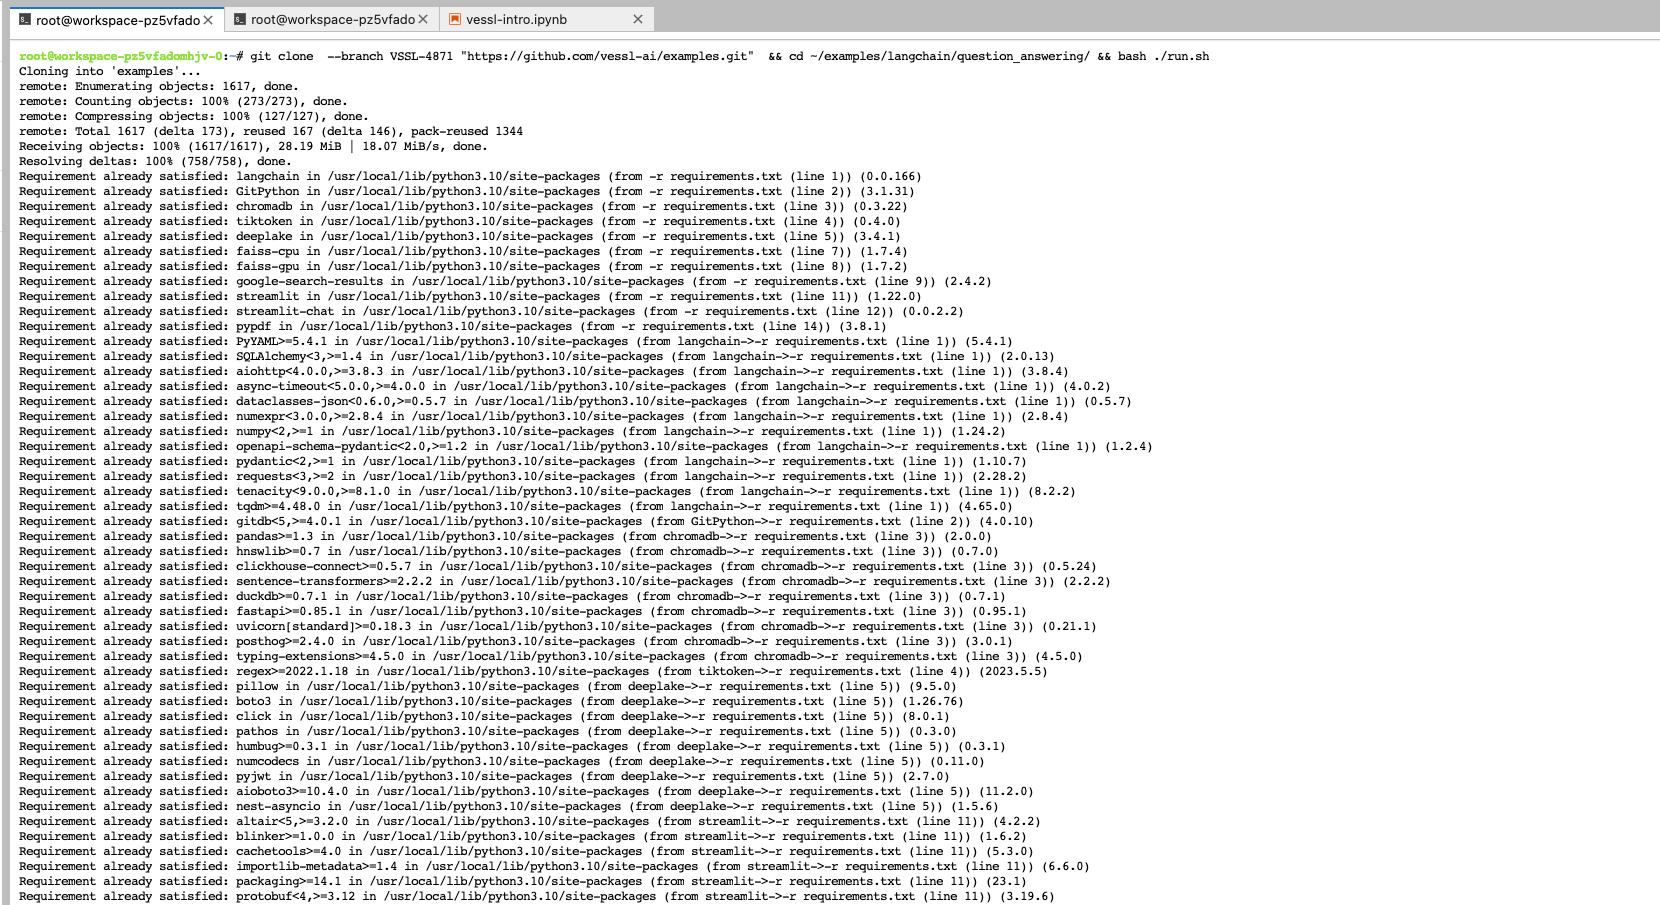 root@workspace-pz5vfado root@workspace-pz5vfado vessl-intro.ipynb
root@workspace-pz5vfadomhjv-0:~# git clone  --branch VSSL-4871 "https://github.com/vessl-ai/examples.git"  && cd ~/examples/langchain/question_answering/ && bash ./run.sh
Cloning into 'examples'...
remote: Enumerating objects: 1617, done.
remote: Counting objects: 100% (273/273), done.
remote: Compressing objects: 100% (127/127), done.
remote: Total 1617 (delta 173), reused 167 (delta 146), pack-reused 1344
Receiving objects: 100% (1617/1617), 28.19 MiB | 18.07 MiB/s, done.
Resolving deltas: 100% (758/758), done.
Requirement already satisfied: langchain in /usr/local/lib/python3.10/site-packages (from -r requirements.txt (line 1)) (0.0.166)
Requirement already satisfied: GitPython in /usr/local/lib/python3.10/site-packages (from -r requirements.txt (line 2)) (3.1.31)
Requirement already satisfied: chromadb in /usr/local/lib/python3.10/site-packages (from -r requirements.txt (line 3)) (0.3.22)
Requirement already satisfied: tiktoken in /usr/local/lib/python3.10/site-packages (from -r requirements.txt (line 4)) (0.4.0)
Requirement already satisfied: deeplake in /usr/local/lib/python3.10/site-packages (from -r requirements.txt (line 5)) (3.4.1)
Requirement already satisfied: faiss-cpu in /usr/local/lib/python3.10/site-packages (from -r requirements.txt (line 7)) (1.7.4)
Requirement already satisfied: faiss-gpu in /usr/local/lib/python3.10/site-packages (from -r requirements.txt (line 8)) (1.7.2)
Requirement already satisfied: google-search-results in /usr/local/lib/python3.10/site-packages (from -r requirements.txt (line 9)) (2.4.2)
Requirement already satisfied: streamlit in /usr/local/lib/python3.10/site-packages (from -r requirements.txt (line 11)) (1.22.0)
Requirement already satisfied: streamlit-chat in /usr/local/lib/python3.10/site-packages (from -r requirements.txt (line 12)) (0.0.2.2)
Requirement already satisfied: pypdf in /usr/local/lib/python3.10/site-packages (from -r requirements.txt (line 14)) (3.8.1)
Requirement already satisfied: PyYAML>=5.4.1 in /usr/local/lib/python3.10/site-packages (from langchain->-r requirements.txt (line 1)) (5.4.1)
Requirement already satisfied: SQLAlchemy<3,>=1.4 in /usr/local/lib/python3.10/site-packages (from langchain->-r requirements.txt (line 1)) (2.0.13)
Requirement already satisfied: aiohttp<4.0.0,>=3.8.3 in /usr/local/lib/python3.10/site-packages (from langchain->-r requirements.txt (line 1)) (3.8.4)
Requirement already satisfied: async-timeout<5.0.0,>=4.0.0 in /usr/local/lib/python3.10/site-packages (from langchain->-r requirements.txt (line 1)) (4.0.2)
Requirement already satisfied: dataclasses-json<0.6.0,>=0.5.7 in /usr/local/lib/python3.10/site-packages (from langchain->-r requirements.txt (line 1)) (0.5.7)
Requirement already satisfied: numexpr<3.0.0,>=2.8.4 in /usr/local/lib/python3.10/site-packages (from langchain->-r requirements.txt (line 1)) (2.8.4)
Requirement already satisfied: numpy<2,>=1 in /usr/local/lib/python3.10/site-packages (from langchain->-r requirements.txt (line 1)) (1.24.2)
Requirement already satisfied: openapi-schema-pydantic<2.0,>=1.2 in /usr/local/lib/python3.10/site-packages (from langchain->-r requirements.txt (line 1)) (1.2.4)
Requirement already satisfied: pydantic<2,>=1 in /usr/local/lib/python3.10/site-packages (from langchain->-r requirements.txt (line 1)) (1.10.7)
Requirement already satisfied: requests<3,>=2 in /usr/local/lib/python3.10/site-packages (from langchain->-r requirements.txt (line 1)) (2.28.2)
Requirement already satisfied: tenacity<9.0.0,>=8.1.0 in /usr/local/lib/python3.10/site-packages (from langchain->-r requirements.txt (line 1)) (8.2.2)
Requirement already satisfied: tqdm>=4.48.0 in /usr/local/lib/python3.10/site-packages (from langchain->-r requirements.txt (line 1)) (4.65.0)
Requirement already satisfied: gitdb<5,>=4.0.1 in /usr/local/lib/python3.10/site-packages (from GitPython->-r requirements.txt (line 2)) (4.0.10)
Requirement already satisfied: pandas>=1.3 in /usr/local/lib/python3.10/site-packages (from chromadb->-r requirements.txt (line 3)) (2.0.0)
Requirement already satisfied: hnswlib>=0.7 in /usr/local/lib/python3.10/site-packages (from chromadb->-r requirements.txt (line 3)) (0.7.0)
Requirement already satisfied: clickhouse-connect>=0.5.7 in /usr/local/lib/python3.10/site-packages (from chromadb->-r requirements.txt (line 3)) (0.5.24)
Requirement already satisfied: sentence-transformers>=2.2.2 in /usr/local/lib/python3.10/site-packages (from chromadb->-r requirements.txt (line 3)) (2.2.2)
Requirement already satisfied: duckdb>=0.7.1 in /usr/local/lib/python3.10/site-packages (from chromadb->-r requirements.txt (line 3)) (0.7.1)
Requirement already satisfied: fastapi>=0.85.1 in /usr/local/lib/python3.10/site-packages (from chromadb->-r requirements.txt (line 3)) (0.95.1)
Requirement already satisfied: uvicorn[standard]>=0.18.3 in /usr/local/lib/python3.10/site-packages (from chromadb->-r requirements.txt (line 3)) (0.21.1)
Requirement already satisfied: posthog>=2.4.0 in /usr/local/lib/python3.10/site-packages (from chromadb->-r requirements.txt (line 3)) (3.0.1)
Requirement already satisfied: typing-extensions>=4.5.0 in /usr/local/lib/python3.10/site-packages (from chromadb->-r requirements.txt (line 3)) (4.5.0)
Requirement already satisfied: regex>=2022.1.18 in /usr/local/lib/python3.10/site-packages (from tiktoken->-r requirements.txt (line 4)) (2023.5.5)
Requirement already satisfied: pillow in /usr/local/lib/python3.10/site-packages (from deeplake->-r requirements.txt (line 5)) (9.5.0)
Requirement already satisfied: boto3 in /usr/local/lib/python3.10/site-packages (from deeplake->-r requirements.txt (line 5)) (1.26.76)
Requirement already satisfied: click in /usr/local/lib/python3.10/site-packages (from deeplake->-r requirements.txt (line 5)) (8.0.1)
Requirement already satisfied: pathos in /usr/local/lib/python3.10/site-packages (from deeplake->-r requirements.txt (line 5)) (0.3.0)
Requirement already satisfied: humbug>=0.3.1 in /usr/local/lib/python3.10/site-packages (from deeplake->-r requirements.txt (line 5)) (0.3.1)
Requirement already satisfied: numcodecs in /usr/local/lib/python3.10/site-packages (from deeplake->-r requirements.txt (line 5)) (0.11.0)
Requirement already satisfied: pyjwt in /usr/local/lib/python3.10/site-packages (from deeplake->-r requirements.txt (line 5)) (2.7.0)
Requirement already satisfied: aioboto3>=10.4.0 in /usr/local/lib/python3.10/site-packages (from deeplake->-r requirements.txt (line 5)) (11.2.0)
Requirement already satisfied: nest-asyncio in /usr/local/lib/python3.10/site-packages (from deeplake->-r requirements.txt (line 5)) (1.5.6)
Requirement already satisfied: altair<5,>=3.2.0 in /usr/local/lib/python3.10/site-packages (from streamlit->-r requirements.txt (line 11)) (4.2.2)
Requirement already satisfied: blinker>=1.0.0 in /usr/local/lib/python3.10/site-packages (from streamlit->-r requirements.txt (line 11)) (1.6.2)
Requirement already satisfied: cachetools>=4.0 in /usr/local/lib/python3.10/site-packages (from streamlit->-r requirements.txt (line 11)) (5.3.0)
Requirement already satisfied: importlib-metadata>=1.4 in /usr/local/lib/python3.10/site-packages (from streamlit->-r requirements.txt (line 11)) (6.6.0)
Requirement already satisfied: packaging>=14.1 in /usr/local/lib/python3.10/site-packages (from streamlit->-r requirements.txt (line 11)) (23.1)
Requirement already satisfied: protobuf<4,>=3.12 in /usr/local/lib/python3.10/site-packages (from streamlit->-r requirements.txt (line 11)) (3.19.6)